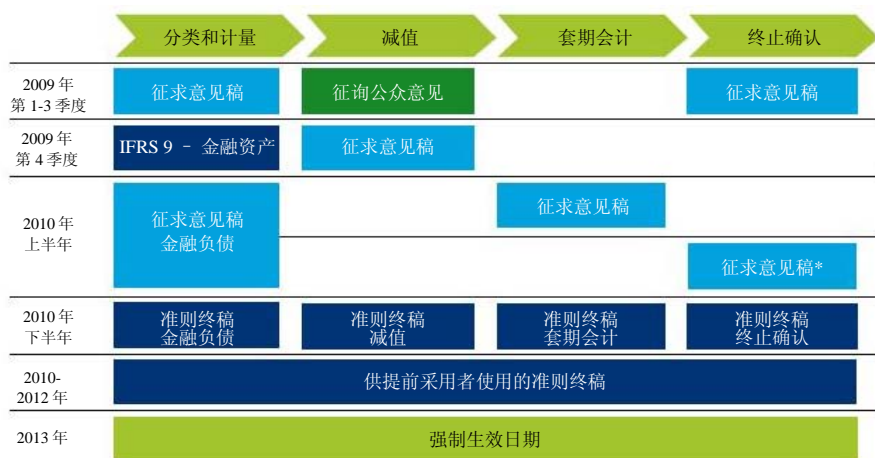 分类和计量
减值
套期会计
终止确认
2009 年
第 1-3 季度
征求意见稿
征询公众意见
征求意见稿
2009 年
第 4 季度
IFRS 9 - 金融资产
征求意见稿
2010 年
上半年
征求意见稿
金融负债
征求意见稿
征求意见稿*
2010 年
下半年
准则终稿
金融负债
准则终稿
减值
准则终稿
套期会计
准则终稿
终止确认
2010-
2012 年
供提前采用者使用的准则终稿
2013 年
强制生效日期